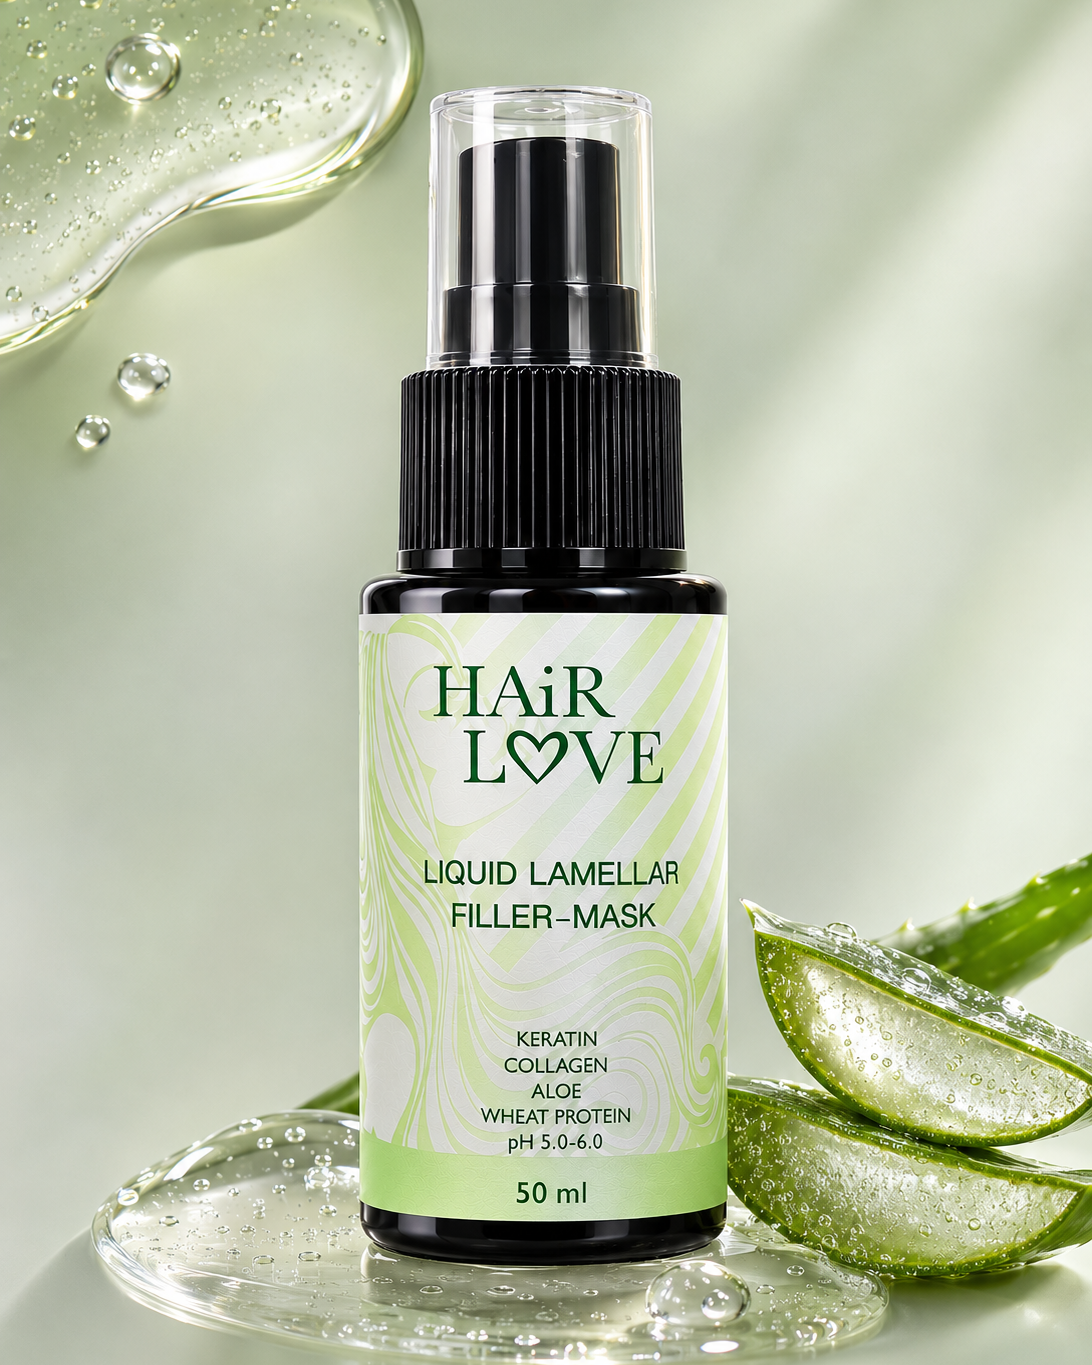 HAiR
LOVE
LIQUID LAMELLAR
FILLER-MASK
KERATIN
COLLAGEN
ALOE
WHEAT PROTEIN
pH 5.0-6.0
50 ml